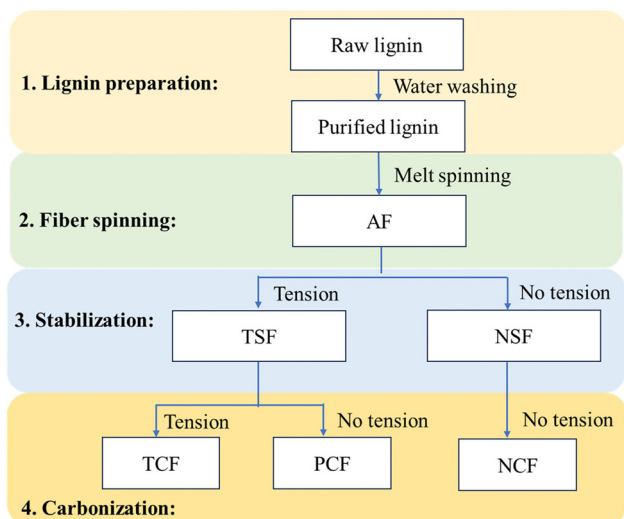 Raw lignin
1. Lignin preparation:
Water washing
Purified lignin
Melt spinning
2. Fiber spinning:
AF
Tension
No tension
3. Stabilization:
TSF
NSF
Tension
No tension
No tension
TCF
PCF
NCF
4. Carbonization: